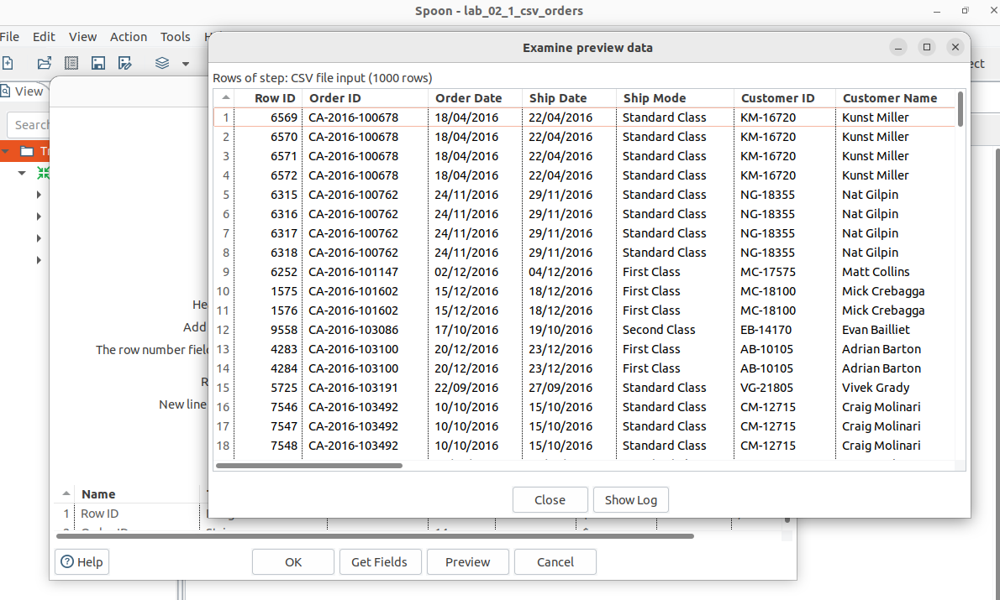 Spoon - lab_02_1_csv_orders
File Edit View Action Tools
View
Search
Examine preview data
Rows of step: CSV file input (1000 rows)
Row ID Order ID Order Date Ship Date Ship Mode Customer ID Customer Name
1 6569 CA-2016-100678 18/04/2016 22/04/2016 Standard Class KM-16720 Kunst Miller
2 6570 CA-2016-100678 18/04/2016 22/04/2016 Standard Class KM-16720 Kunst Miller
3 6571 CA-2016-100678 18/04/2016 22/04/2016 Standard Class KM-16720 Kunst Miller
4 6572 CA-2016-100678 18/04/2016 22/04/2016 Standard Class KM-16720 Kunst Miller
5 6315 CA-2016-100762 24/11/2016 29/11/2016 Standard Class NG-18355 Nat Gilpin
6 6316 CA-2016-100762 24/11/2016 29/11/2016 Standard Class NG-18355 Nat Gilpin
7 6317 CA-2016-100762 24/11/2016 29/11/2016 Standard Class NG-18355 Nat Gilpin
8 6318 CA-2016-100762 24/11/2016 29/11/2016 Standard Class NG-18355 Nat Gilpin
9 6252 CA-2016-101147 02/12/2016 04/12/2016 First Class MC-17575 Matt Collins
10 1575 CA-2016-101602 15/12/2016 18/12/2016 First Class MC-18100 Mick Crebagga
11 1576 CA-2016-101602 15/12/2016 18/12/2016 First Class MC-18100 Mick Crebagga
12 9558 CA-2016-103086 17/10/2016 19/10/2016 Second Class EB-14170 Evan Bailliet
13 4283 CA-2016-103100 20/12/2016 23/12/2016 First Class AB-10105 Adrian Barton
14 4284 CA-2016-103100 20/12/2016 23/12/2016 First Class AB-10105 Adrian Barton
15 5725 CA-2016-103191 22/09/2016 27/09/2016 Standard Class VG-21805 Vivek Grady
16 7546 CA-2016-103492 10/10/2016 15/10/2016 Standard Class CM-12715 Craig Molinari
17 7547 CA-2016-103492 10/10/2016 15/10/2016 Standard Class CM-12715 Craig Molinari
18 7548 CA-2016-103492 10/10/2016 15/10/2016 Standard Class CM-12715 Craig Molinari
Close Show Log
Add
The row number
New line
Name
1 Row ID
Help OK Get Fields Preview Cancel